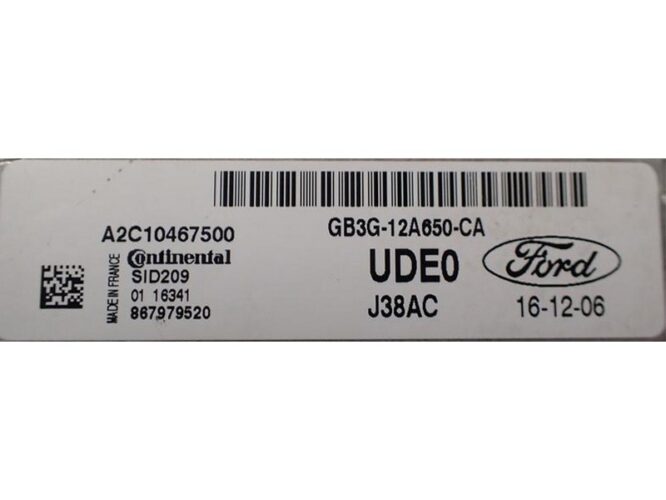 GB3G-12A650-CA
A2C10467500
Continental
SID209
01 16341
867979520
MADE IN FRANCE
UDE0
Ford
J38AC
16-12-06